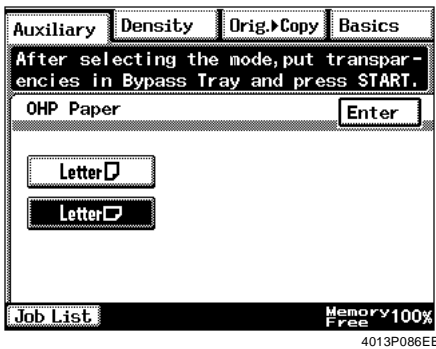 Auxiliary Density Orig.▶Copy Basics
After selecting the mode,put transpar-
encies in Bypass Tray and press START.
OHP Paper Enter
Letter
Letter
Job List Memory Free 100%
4013P086EB